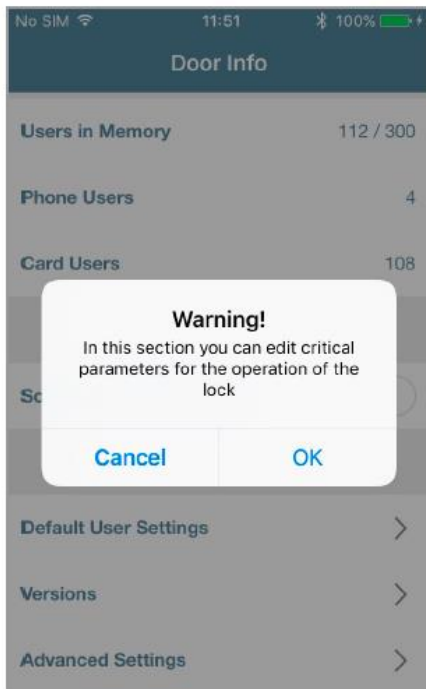 No SIM 11:51 100%
Door Info
Users in Memory 112 / 300
Phone Users 4
Card Users 108
Warning!
In this section you can edit critical
parameters for the operation of the
lock
Sc
Cancel OK
Default User Settings
Versions
Advanced Settings